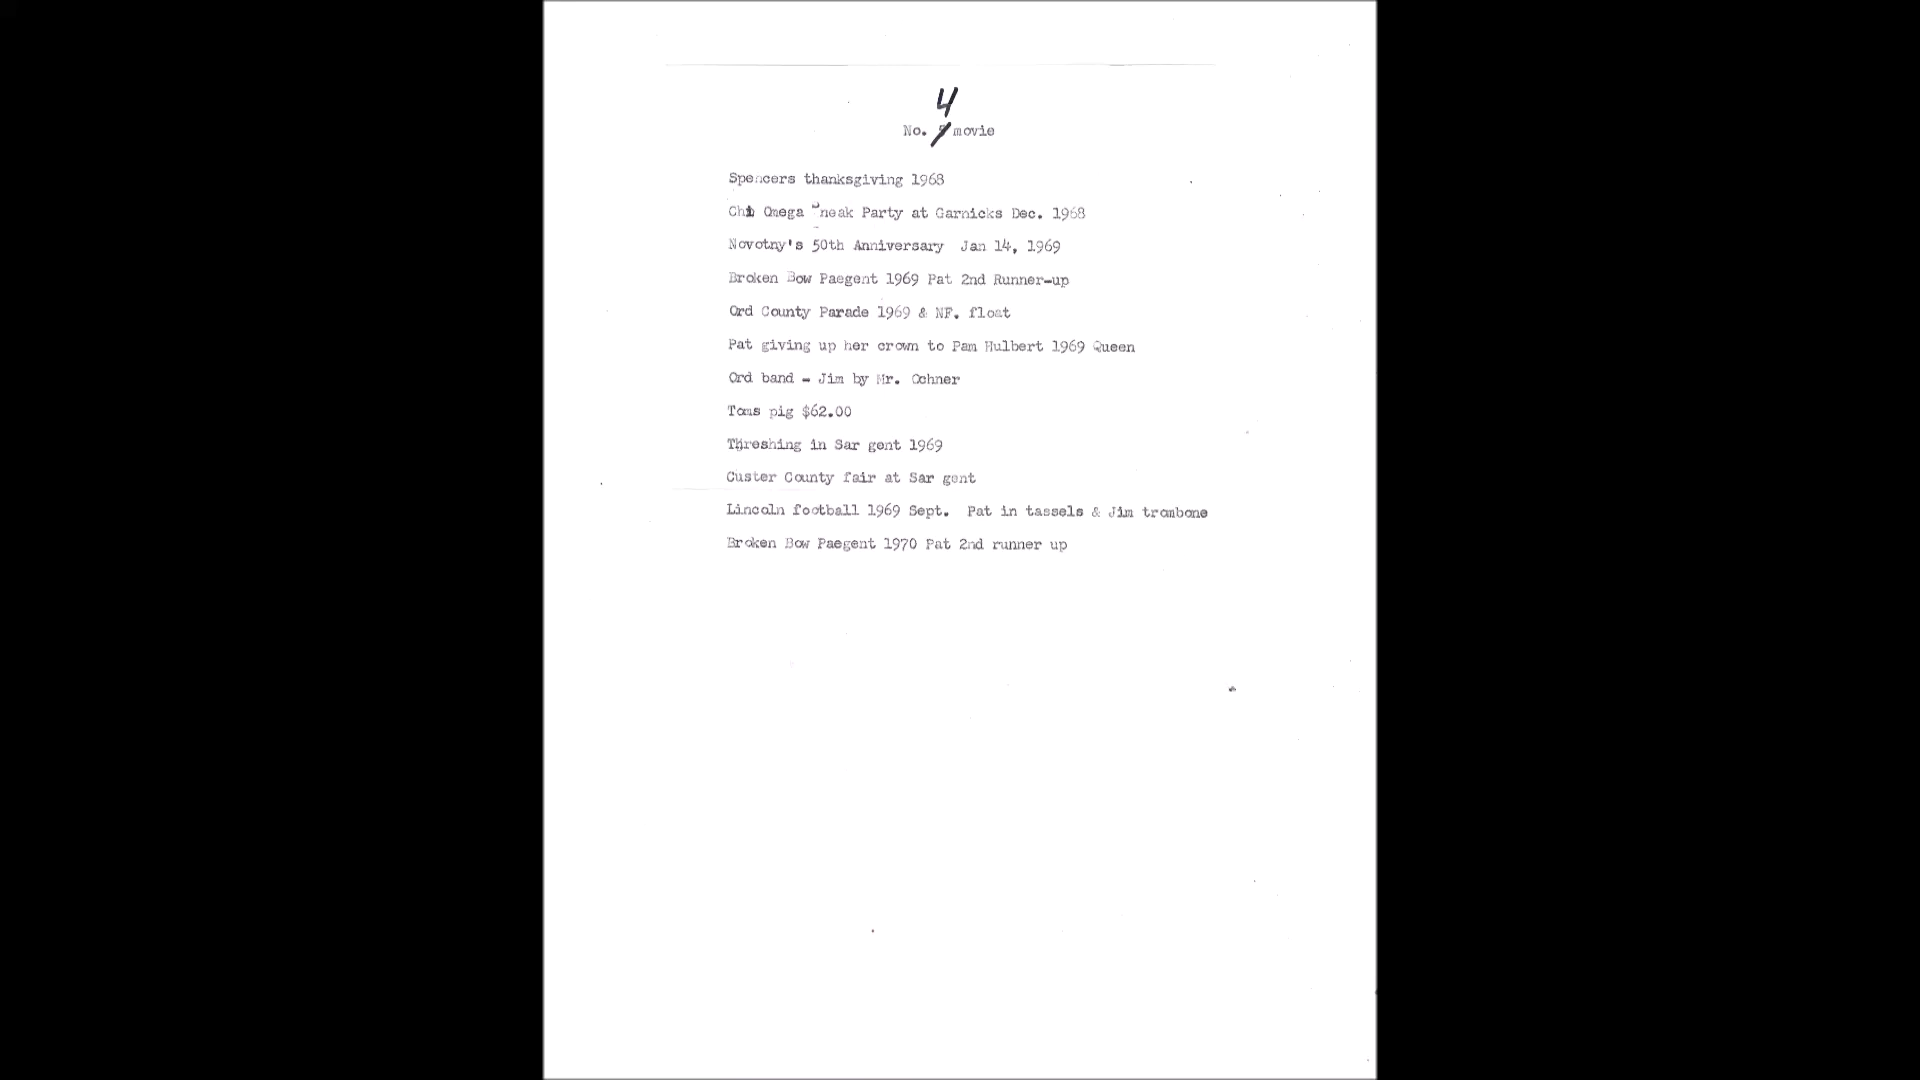 4
No. movie
Spencers thanksgiving 1968
Chi Omega Sneak Party at Garnicks Dec. 1968
Novotny's 50th Anniversary Jan 14, 1969
Broken Bow Paegent 1969 Pat 2nd Runner-up
Ord County Parade 1969 & NF. float
Pat giving up her crown to Pam Hulbert 1969 Queen
Ord band - Jim by Mr. Ochner
Toms pig $62.00
Threshing in Sar gent 1969
Custer County fair at Sar gent
Lincoln football 1969 Sept. Pat in tassels & Jim trombone
Broken Bow Paegent 1970 Pat 2nd runner up